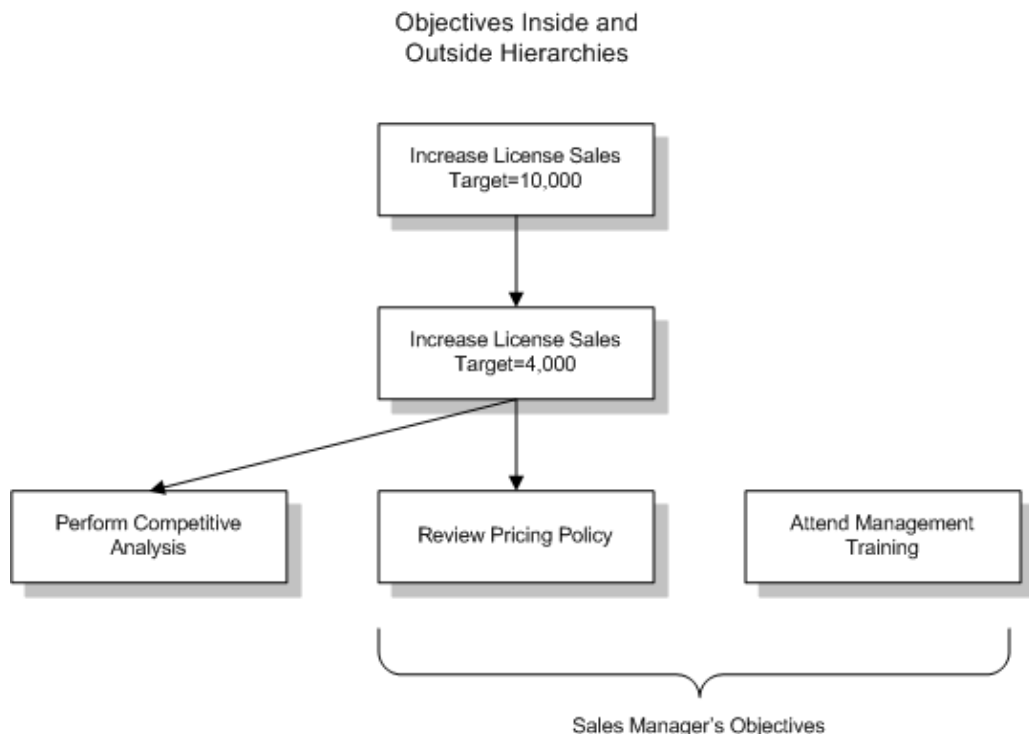 Objectives Inside and
Outside Hierarchies
Increase License Sales
Target=10,000
Increase License Sales
Target=4,000
Perform Competitive
Analysis
Review Pricing Policy
Attend Management
Training
Sales Manager's Objectives